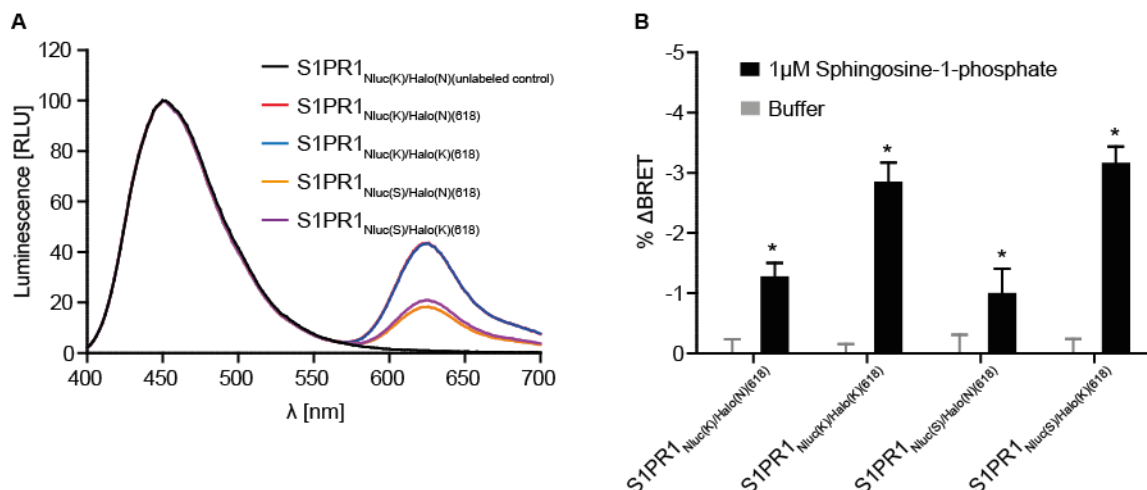 A
Luminescence [RLU]
120
100
80
60
40
20
0
400
450
500
550
600
650
700
λ [nm]
S1PR1Nluc(K)/Halo(N)(unlabeled control)
S1PR1Nluc(K)/Halo(N)(618)
S1PR1Nluc(K)/Halo(K)(618)
S1PR1Nluc(S)/Halo(N)(618)
S1PR1Nluc(S)/Halo(K)(618)
B
% ΔBRET
-5
-4
-3
-2
-1
0
1μM Sphingosine-1-phosphate
Buffer
*
*
*
*
S1PR1Nluc(K)/Halo(N)(618)
S1PR1Nluc(K)/Halo(K)(618)
S1PR1Nluc(S)/Halo(N)(618)
S1PR1Nluc(S)/Halo(K)(618)